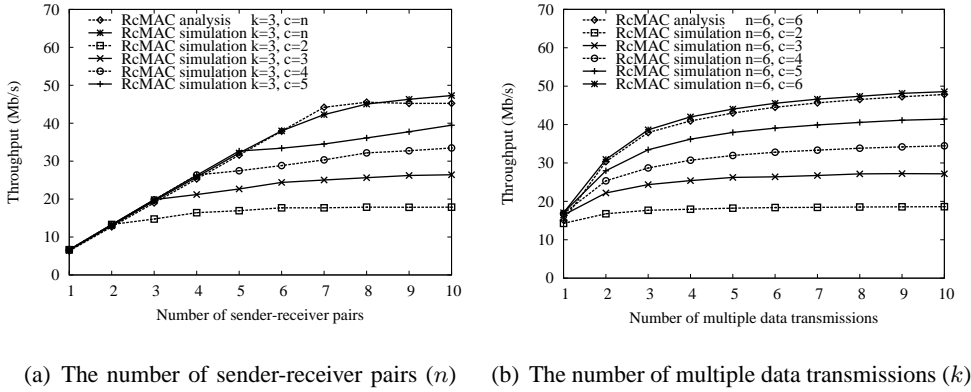 70
60
50
40
30
20
10
0
Throughput (Mb/s)
RcMAC analysis k=3, c=n
RcMAC simulation k=3, c=n
RcMAC simulation k=3, c=2
RcMAC simulation k=3, c=3
RcMAC simulation k=3, c=4
RcMAC simulation k=3, c=5
1 2 3 4 5 6 7 8 9 10
Number of sender-receiver pairs
(a) The number of sender-receiver pairs (n)
70
60
50
40
30
20
10
0
Throughput (Mb/s)
RcMAC analysis n=6, c=6
RcMAC simulation n=6, c=2
RcMAC simulation n=6, c=3
RcMAC simulation n=6, c=4
RcMAC simulation n=6, c=5
RcMAC simulation n=6, c=6
1 2 3 4 5 6 7 8 9 10
Number of multiple data transmissions
(b) The number of multiple data transmissions (k)